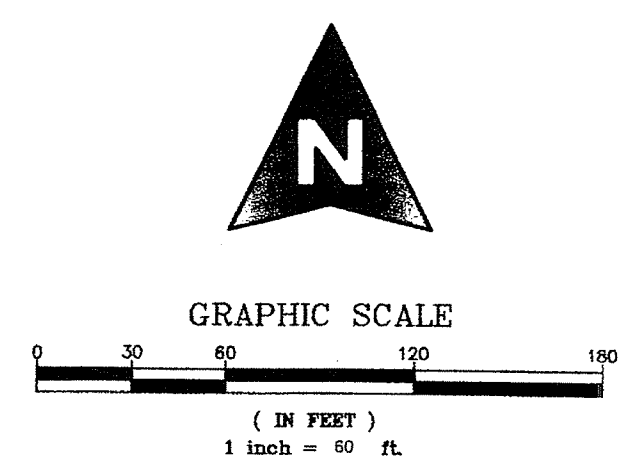 N
GRAPHIC SCALE
0 30 60 120 180
( IN FEET )
1 inch = 60 ft.